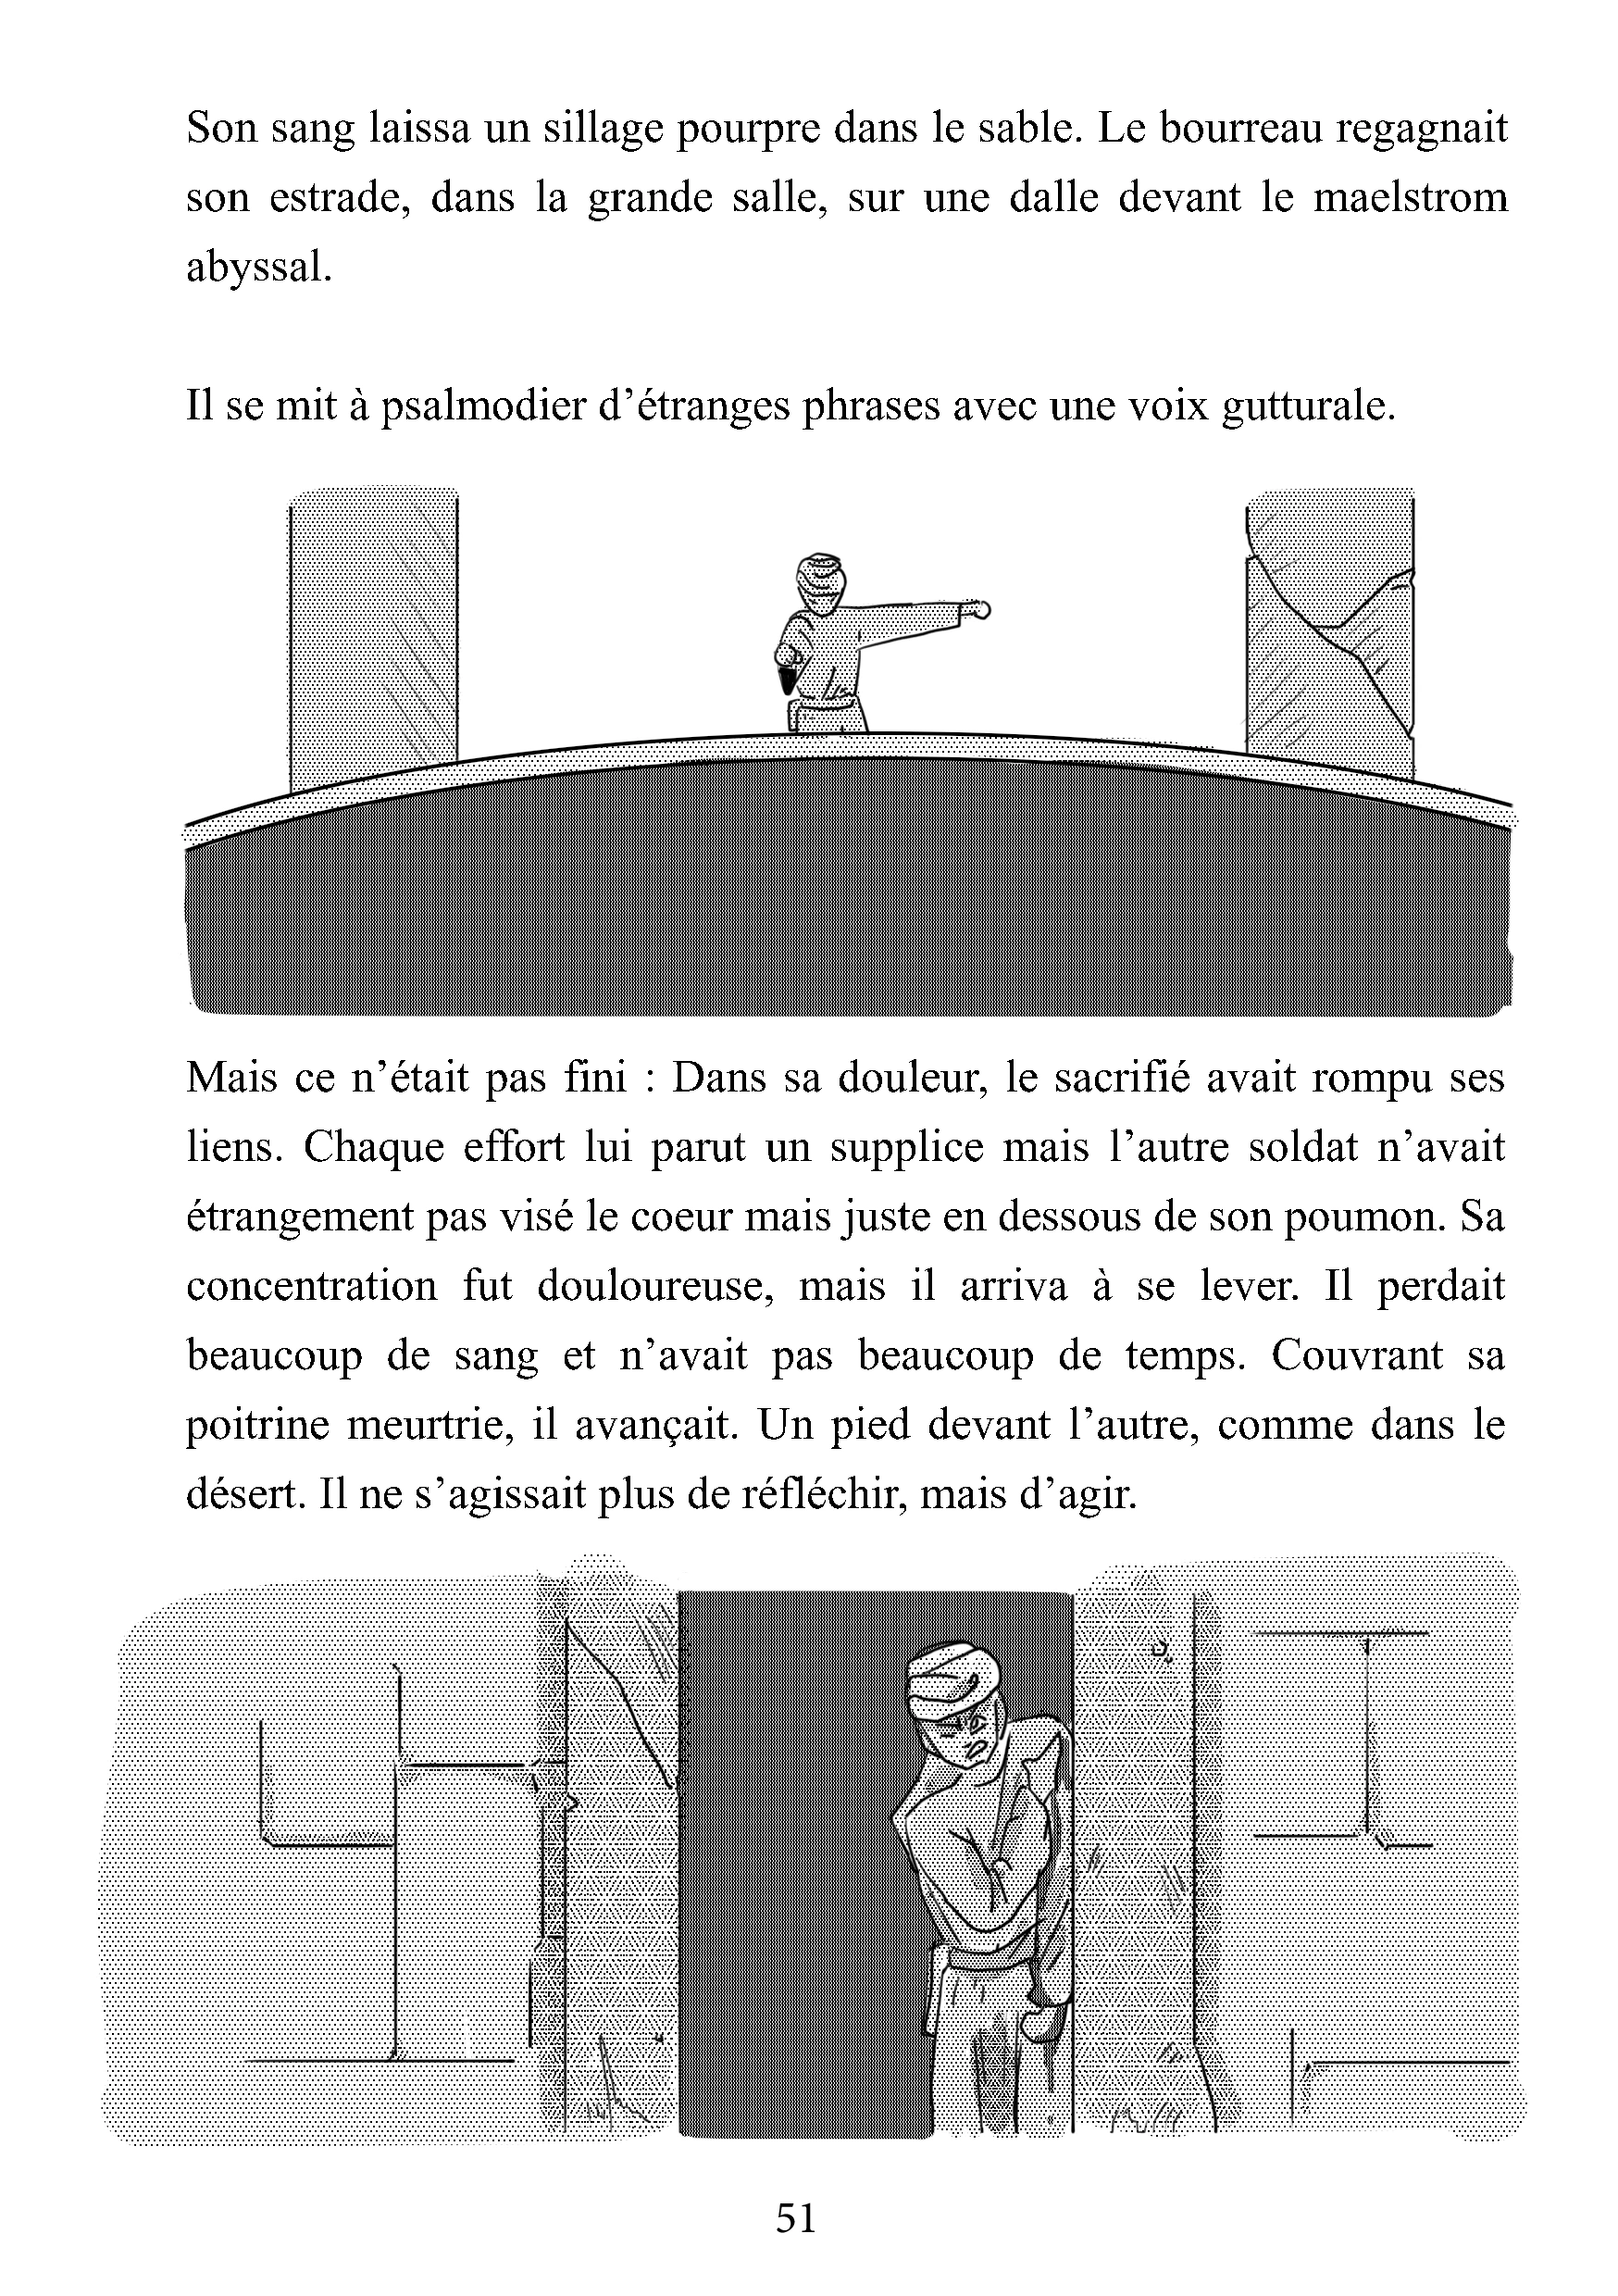 Son sang laissa un sillage pourpre dans le sable. Le bourreau regagnait
son estrade, dans la grande salle, sur une dalle devant le maelstrom
abyssal.
Il se mit à psalmodier d’étranges phrases avec une voix gutturale.
Mais ce n’était pas fini : Dans sa douleur, le sacrifié avait rompu ses
liens. Chaque effort lui parut un supplice mais l’autre soldat n’avait
étrangement pas visé le coeur mais juste en dessous de son poumon. Sa
concentration fut douloureuse, mais il arriva à se lever. Il perdait
beaucoup de sang et n’avait pas beaucoup de temps. Couvrant sa
poitrine meurtrie, il avançait. Un pied devant l’autre, comme dans le
désert. Il ne s’agissait plus de réfléchir, mais d’agir.
51